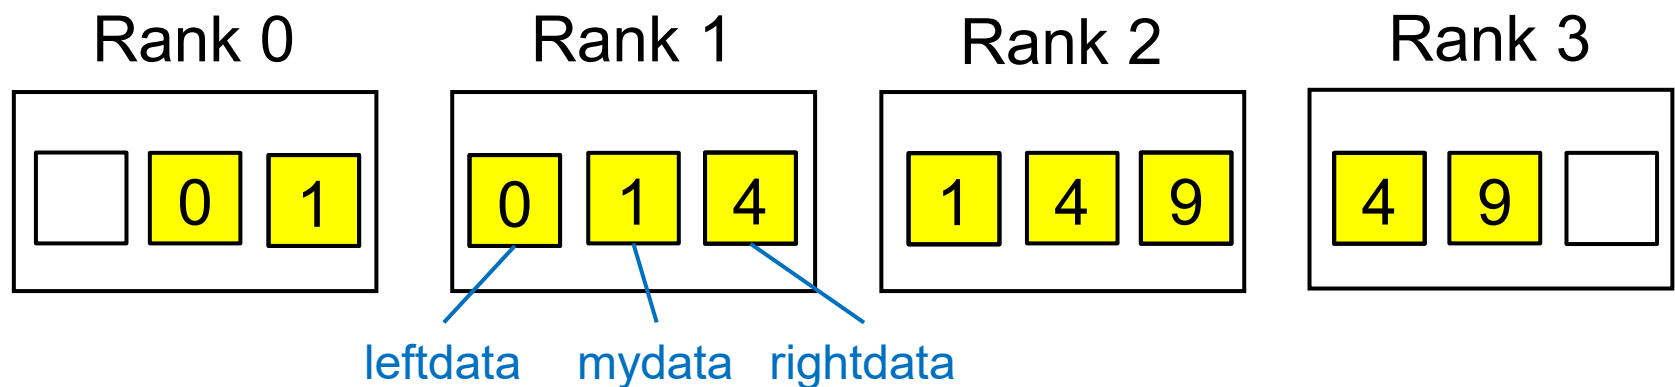 Rank 0 Rank 1 Rank 2 Rank 3
0 1 0 1 4 1 4 9 4 9
leftdata mydata rightdata